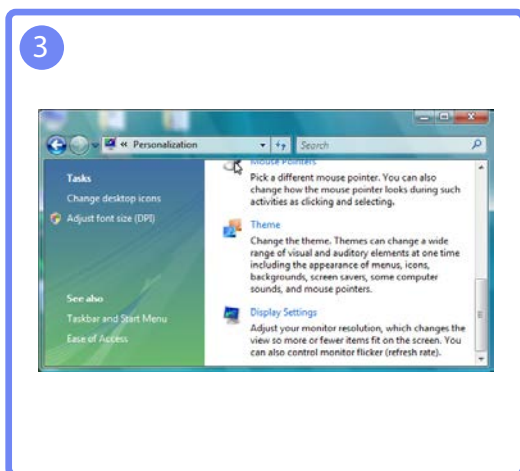 3
« Personalization
Search
Tasks
Change desktop icons
Adjust font size (DPI)
See also
Taskbar and Start Menu
Ease of Access
Mouse Pointers
Pick a different mouse pointer. You can also
change how the mouse pointer looks during such
activities as clicking and selecting.
Theme
Change the theme. Themes can change a wide
range of visual and auditory elements at one time
including the appearance of menus, icons,
backgrounds, screen savers, some computer
sounds, and mouse pointers.
Display Settings
Adjust your monitor resolution, which changes the
view so more or fewer items fit on the screen. You
can also control monitor flicker (refresh rate).